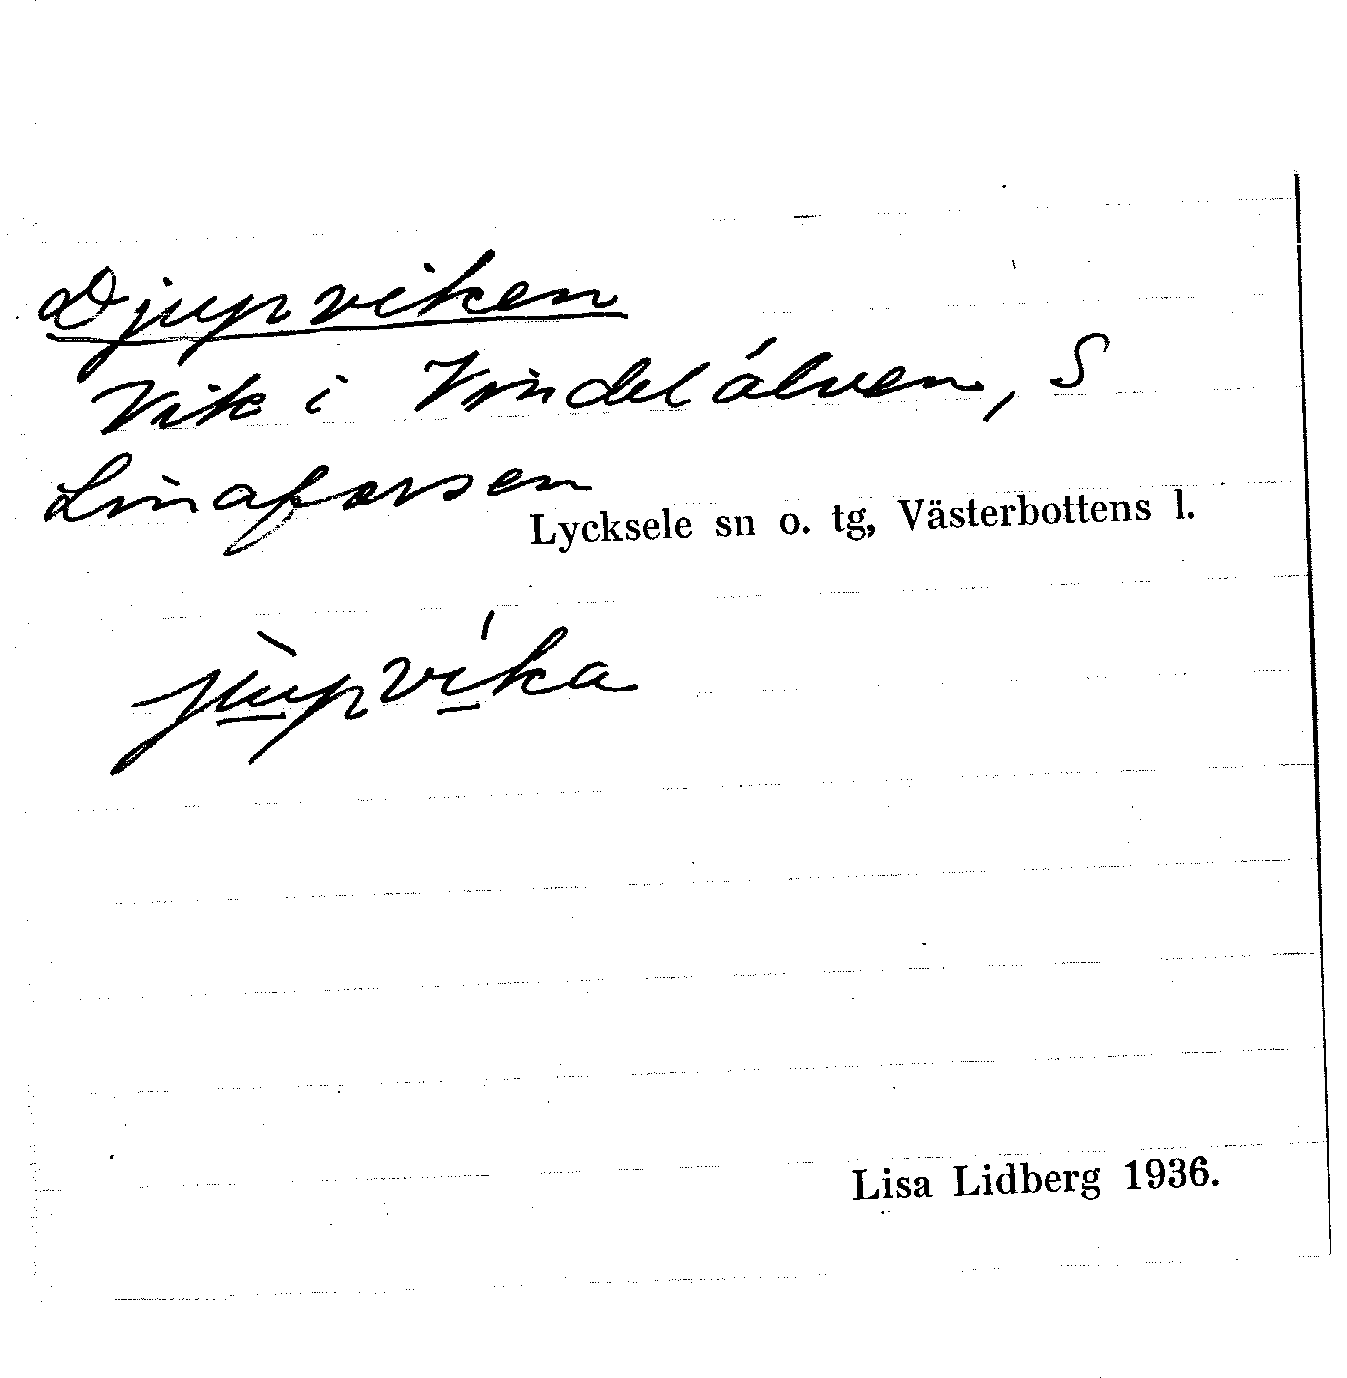 Djupviken
Vik i Vindelälven, S
Linaforsen
Lycksele sn o. tg, Västerbottens l.
jùpvíka
Lisa Lidberg 1936.